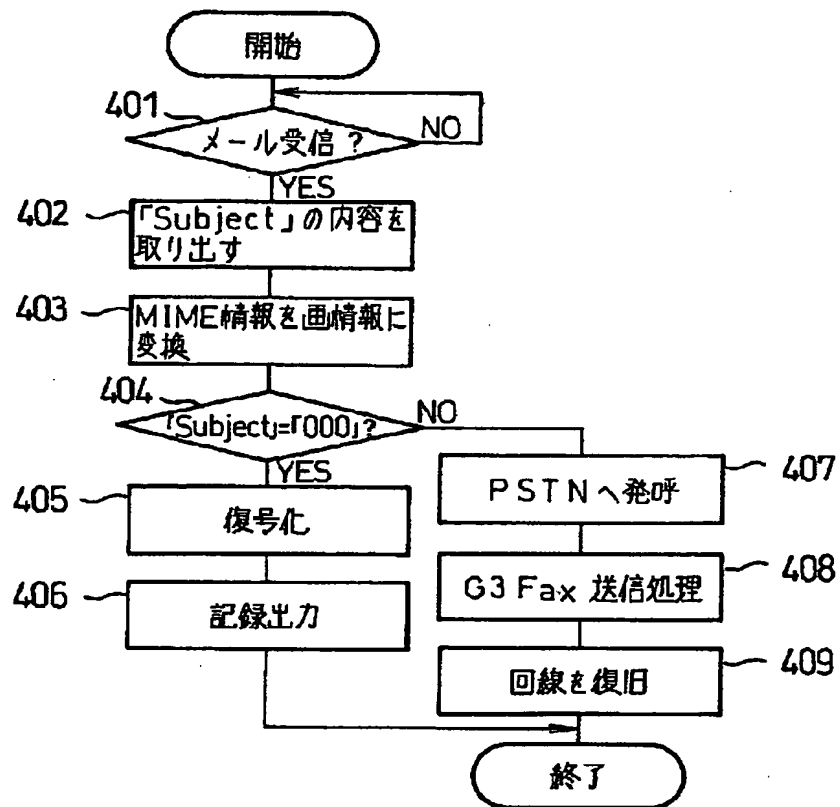 開始
401
メール受信?
NO
YES
402
「Subject」の内容を
取り出す
403
MIME情報を画情報に
変換
404
「Subject」=「000」?
NO
YES
405
復号化
406
記録出力
PSTNへ発呼
407
G3 Fax 送信処理
408
回線を復旧
409
終了